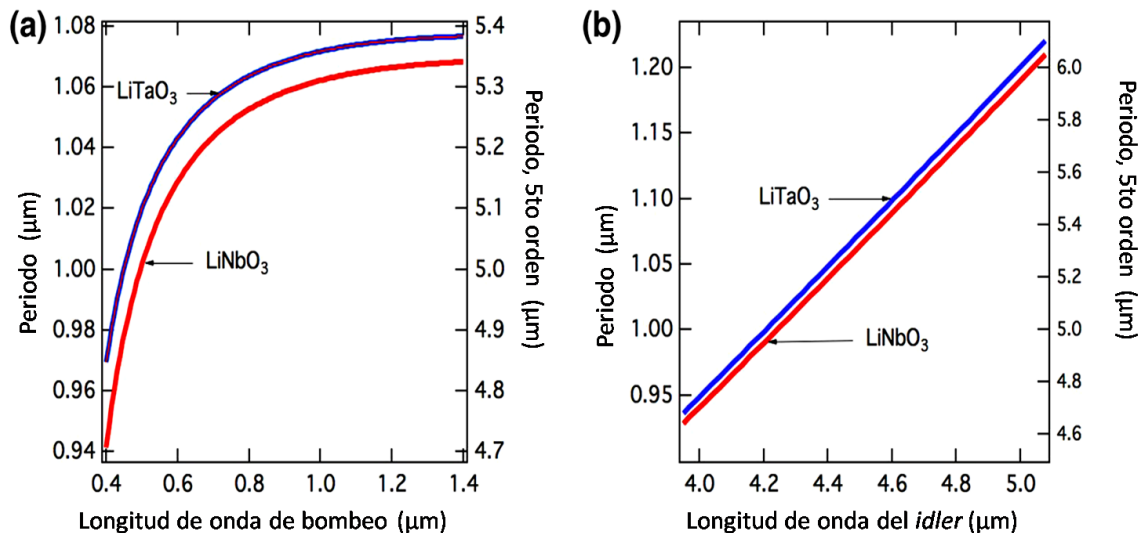 (a)
1.08
1.06
1.04
1.02
1.00
0.98
0.96
0.94
Periodo (μm)
LiTaO3
LiNbO3
5.4
5.3
5.2
5.1
5.0
4.9
4.8
4.7
Periodo, 5to orden (μm)
0.4 0.6 0.8 1.0 1.2 1.4
Longitud de onda de bombeo (μm)
(b)
1.20
1.15
1.10
1.05
1.00
0.95
Periodo (μm)
LiTaO3
LiNbO3
6.0
5.8
5.6
5.4
5.2
5.0
4.8
4.6
Periodo, 5to orden (μm)
4.0 4.2 4.4 4.6 4.8 5.0
Longitud de onda del idler (μm)